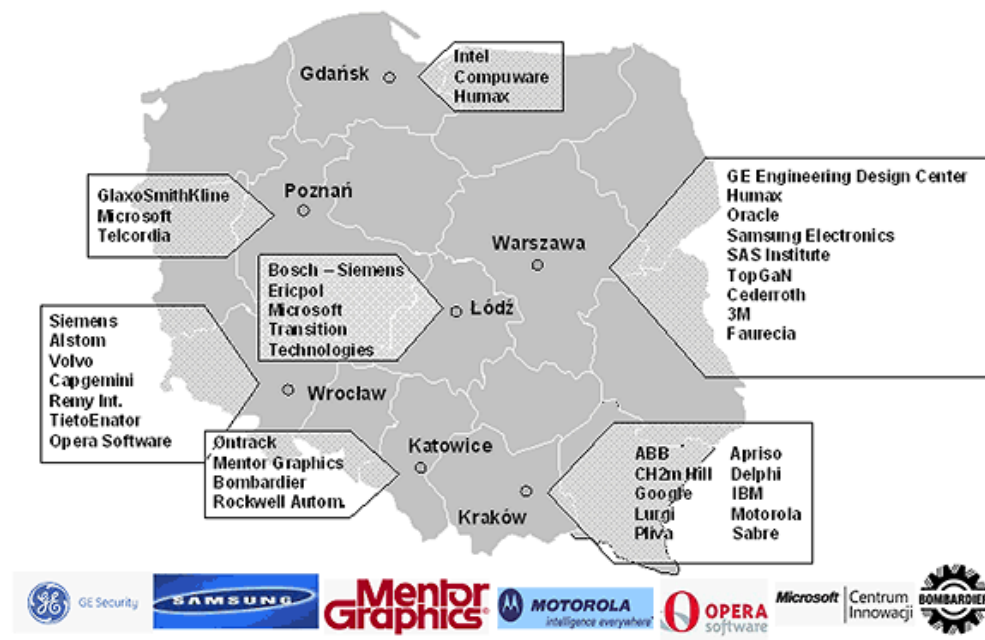 Gdańsk
Intel
Compuware
Humax
GlaxoSmithKline
Microsoft
Telcordia
Poznań
Warszawa
GE Engineering Design Center
Humax
Oracle
Samsung Electronics
SAS Institute
TopGaN
Cederroth
3M
Faurecia
Bosch – Siemens
Ericpol
Microsoft
Transition
Technologies
Łódź
Siemens
Alstom
Volvo
Capgemini
Remy Int.
TietoEnator
Opera Software
Wrocław
Øntrack
Mentor Graphics
Bombardier
Rockwell Autom.
Katowice
Kraków
ABB
CH2m Hill
Google
Lurgi
Pliva
Apriso
Delphi
IBM
Motorola
Sabre
GE Security
SAMSUNG
Mentor
Graphics®
MOTOROLA
intelligence everywhere™
OPERA
software
Microsoft
Centrum
Innowacji
BOMBARDIER